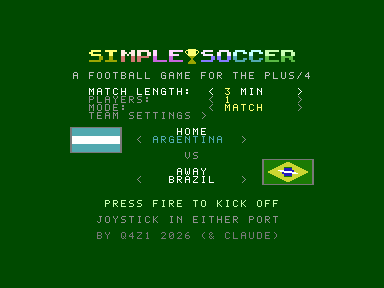 SIMPLE SOCCER
A FOOTBALL GAME FOR THE PLUS/4
MATCH LENGTH: < 3 MIN >
PLAYERS: < 1 >
MODE: < MATCH >
TEAM SETTINGS >
HOME
< ARGENTINA >
VS
AWAY
< BRAZIL >
PRESS FIRE TO KICK OFF
JOYSTICK IN EITHER PORT
BY Q4Z1 2026 (& CLAUDE)